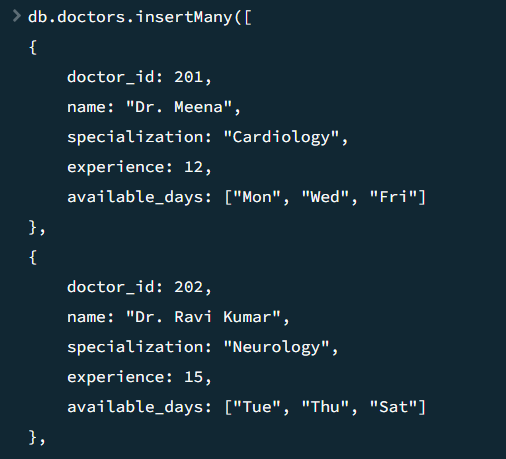 db.doctors.insertMany([
{
    doctor_id: 201,
    name: "Dr. Meena",
    specialization: "Cardiology",
    experience: 12,
    available_days: ["Mon", "Wed", "Fri"]
},
{
    doctor_id: 202,
    name: "Dr. Ravi Kumar",
    specialization: "Neurology",
    experience: 15,
    available_days: ["Tue", "Thu", "Sat"]
},